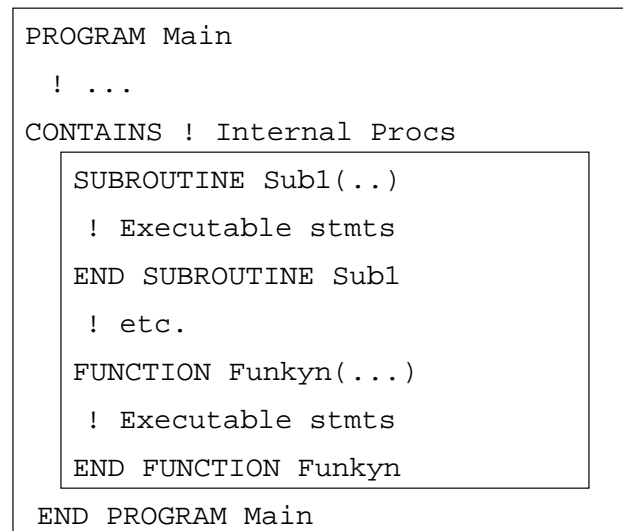 PROGRAM Main
! ...
CONTAINS ! Internal Procs
SUBROUTINE Sub1(..)
! Executable stmts
END SUBROUTINE Sub1
! etc.
FUNCTION Funkyn(...)
! Executable stmts
END FUNCTION Funkyn
END PROGRAM Main